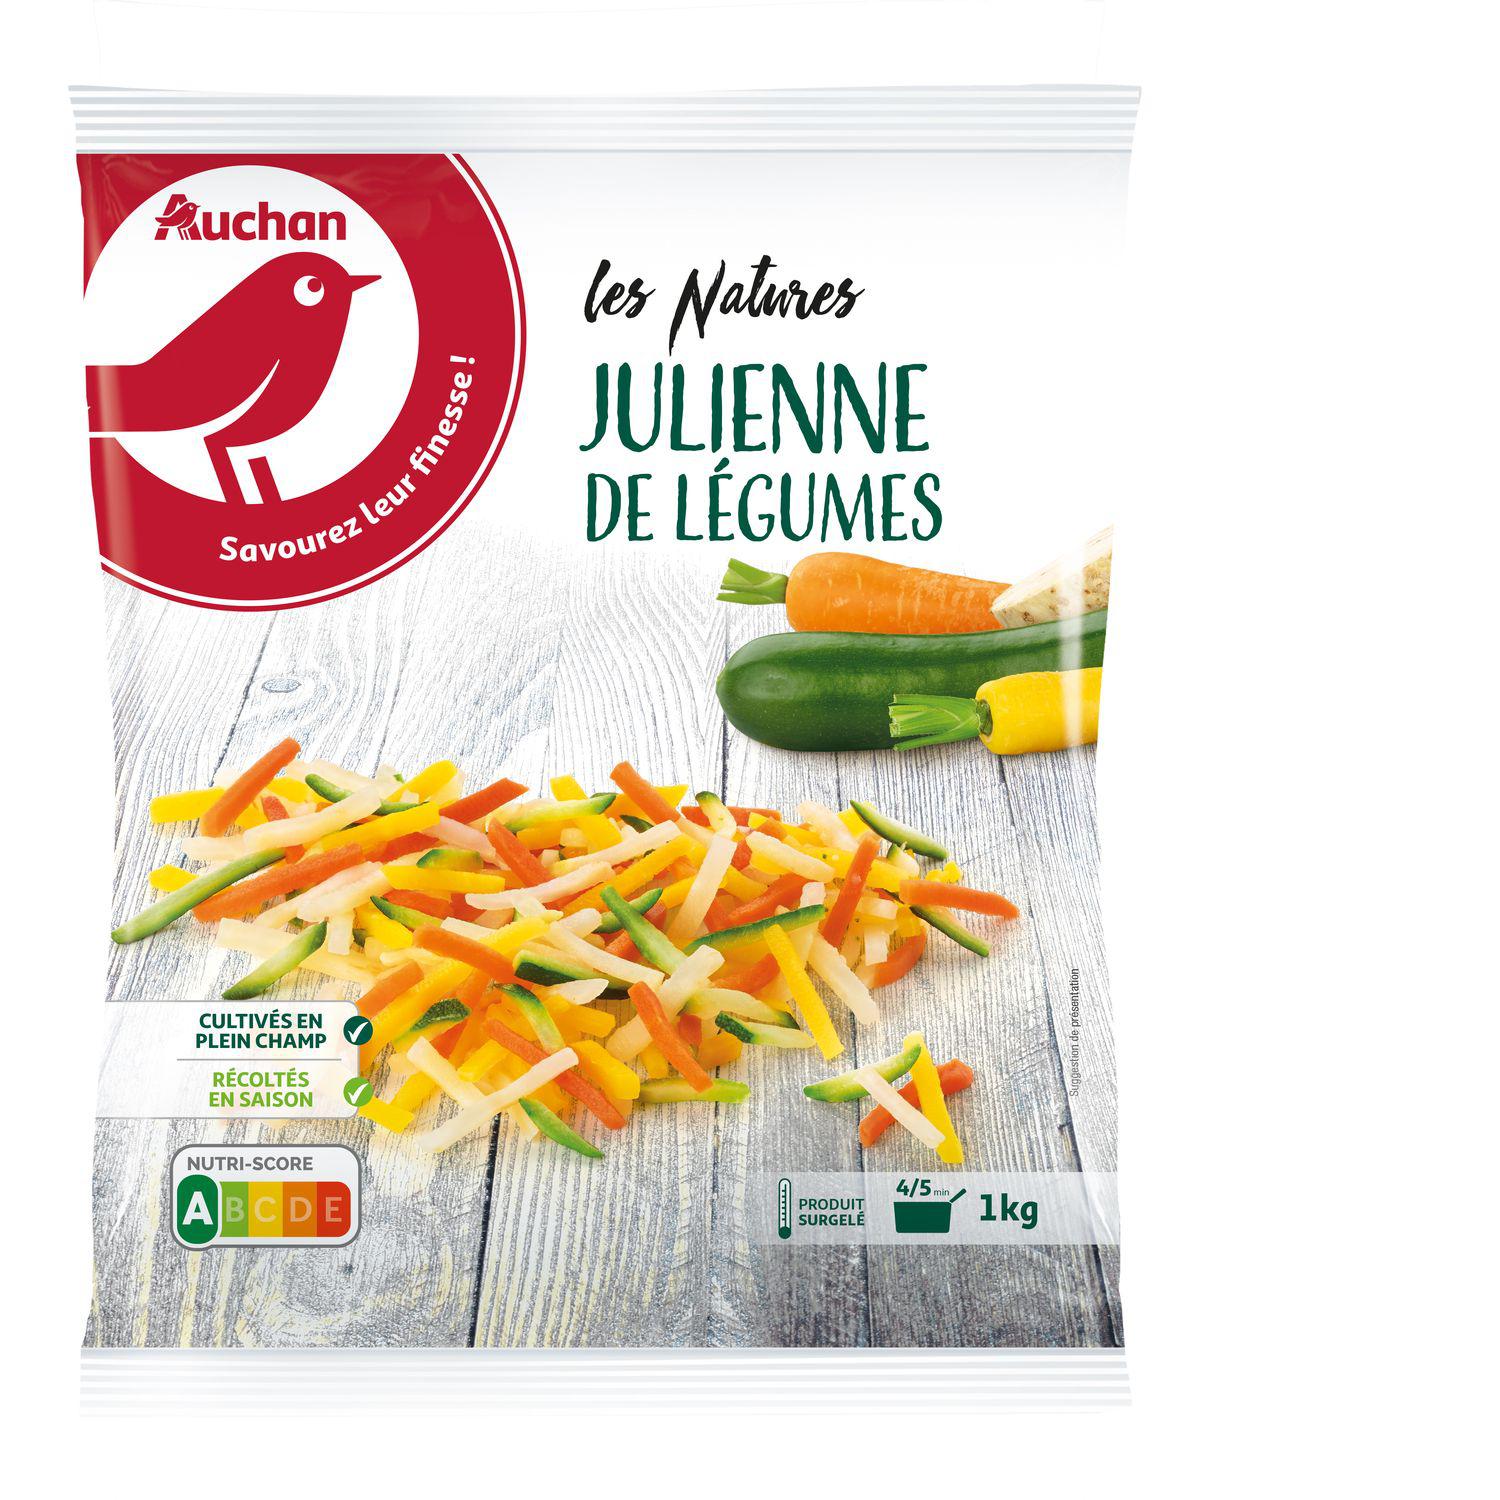 Auchan
Savourez leur finesse !
les Natures
JULIENNE
DE LÉGUMES
Suggestion de présentation
CULTIVÉS EN
PLEIN CHAMP
RÉCOLTÉS
EN SAISON
NUTRI-SCORE
A B C D E
PRODUIT
SURGELÉ
4/5 min
1kg